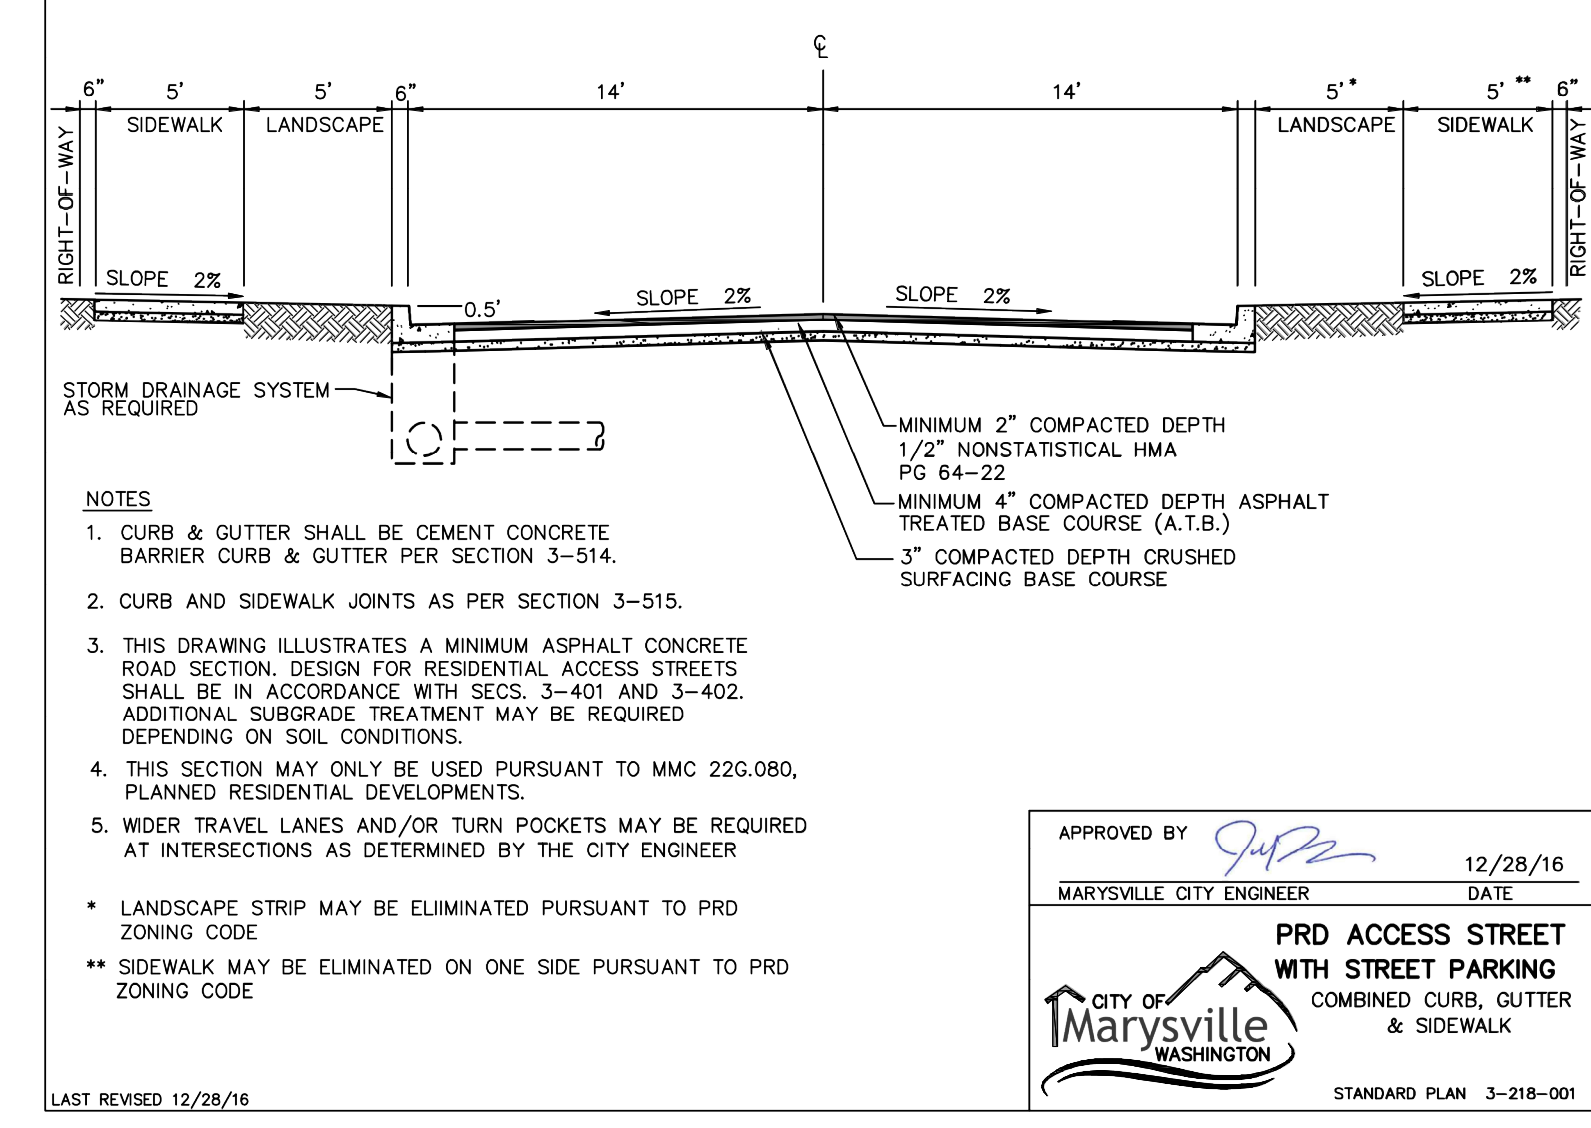 ℄
6" 5' 5' 6" 14' 14' 5' * 5' ** 6"
SIDEWALK LANDSCAPE LANDSCAPE SIDEWALK
RIGHT-OF-WAY
RIGHT-OF-WAY
SLOPE 2%
0.5'
SLOPE 2%
SLOPE 2%
SLOPE 2%
STORM DRAINAGE SYSTEM
AS REQUIRED
MINIMUM 2" COMPACTED DEPTH
1/2" NONSTATISTICAL HMA
PG 64-22
MINIMUM 4" COMPACTED DEPTH ASPHALT
TREATED BASE COURSE (A.T.B.)
3" COMPACTED DEPTH CRUSHED
SURFACING BASE COURSE
NOTES
1. CURB & GUTTER SHALL BE CEMENT CONCRETE
BARRIER CURB & GUTTER PER SECTION 3-514.
2. CURB AND SIDEWALK JOINTS AS PER SECTION 3-515.
3. THIS DRAWING ILLUSTRATES A MINIMUM ASPHALT CONCRETE
ROAD SECTION. DESIGN FOR RESIDENTIAL ACCESS STREETS
SHALL BE IN ACCORDANCE WITH SECS. 3-401 AND 3-402.
ADDITIONAL SUBGRADE TREATMENT MAY BE REQUIRED
DEPENDING ON SOIL CONDITIONS.
4. THIS SECTION MAY ONLY BE USED PURSUANT TO MMC 22G.080,
PLANNED RESIDENTIAL DEVELOPMENTS.
5. WIDER TRAVEL LANES AND/OR TURN POCKETS MAY BE REQUIRED
AT INTERSECTIONS AS DETERMINED BY THE CITY ENGINEER
* LANDSCAPE STRIP MAY BE ELIIMINATED PURSUANT TO PRD
ZONING CODE
** SIDEWALK MAY BE ELIMINATED ON ONE SIDE PURSUANT TO PRD
ZONING CODE
LAST REVISED 12/28/16
APPROVED BY
12/28/16
MARYSVILLE CITY ENGINEER DATE
PRD ACCESS STREET
WITH STREET PARKING
COMBINED CURB, GUTTER
& SIDEWALK
CITY OF
Marysville
WASHINGTON
STANDARD PLAN 3-218-001